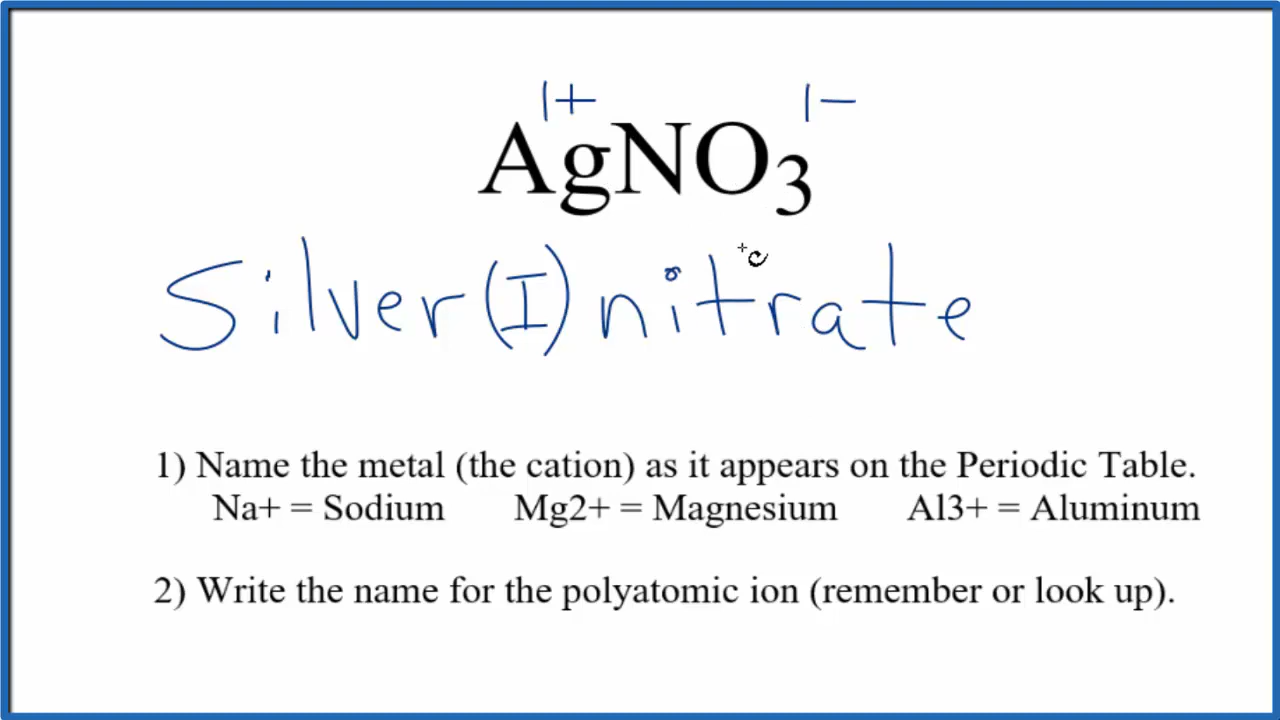 1+ 1-
AgNO₃
Silver(I) nitrate
1) Name the metal (the cation) as it appears on the Periodic Table.
Na+ = Sodium Mg2+ = Magnesium Al3+ = Aluminum
2) Write the name for the polyatomic ion (remember or look up).